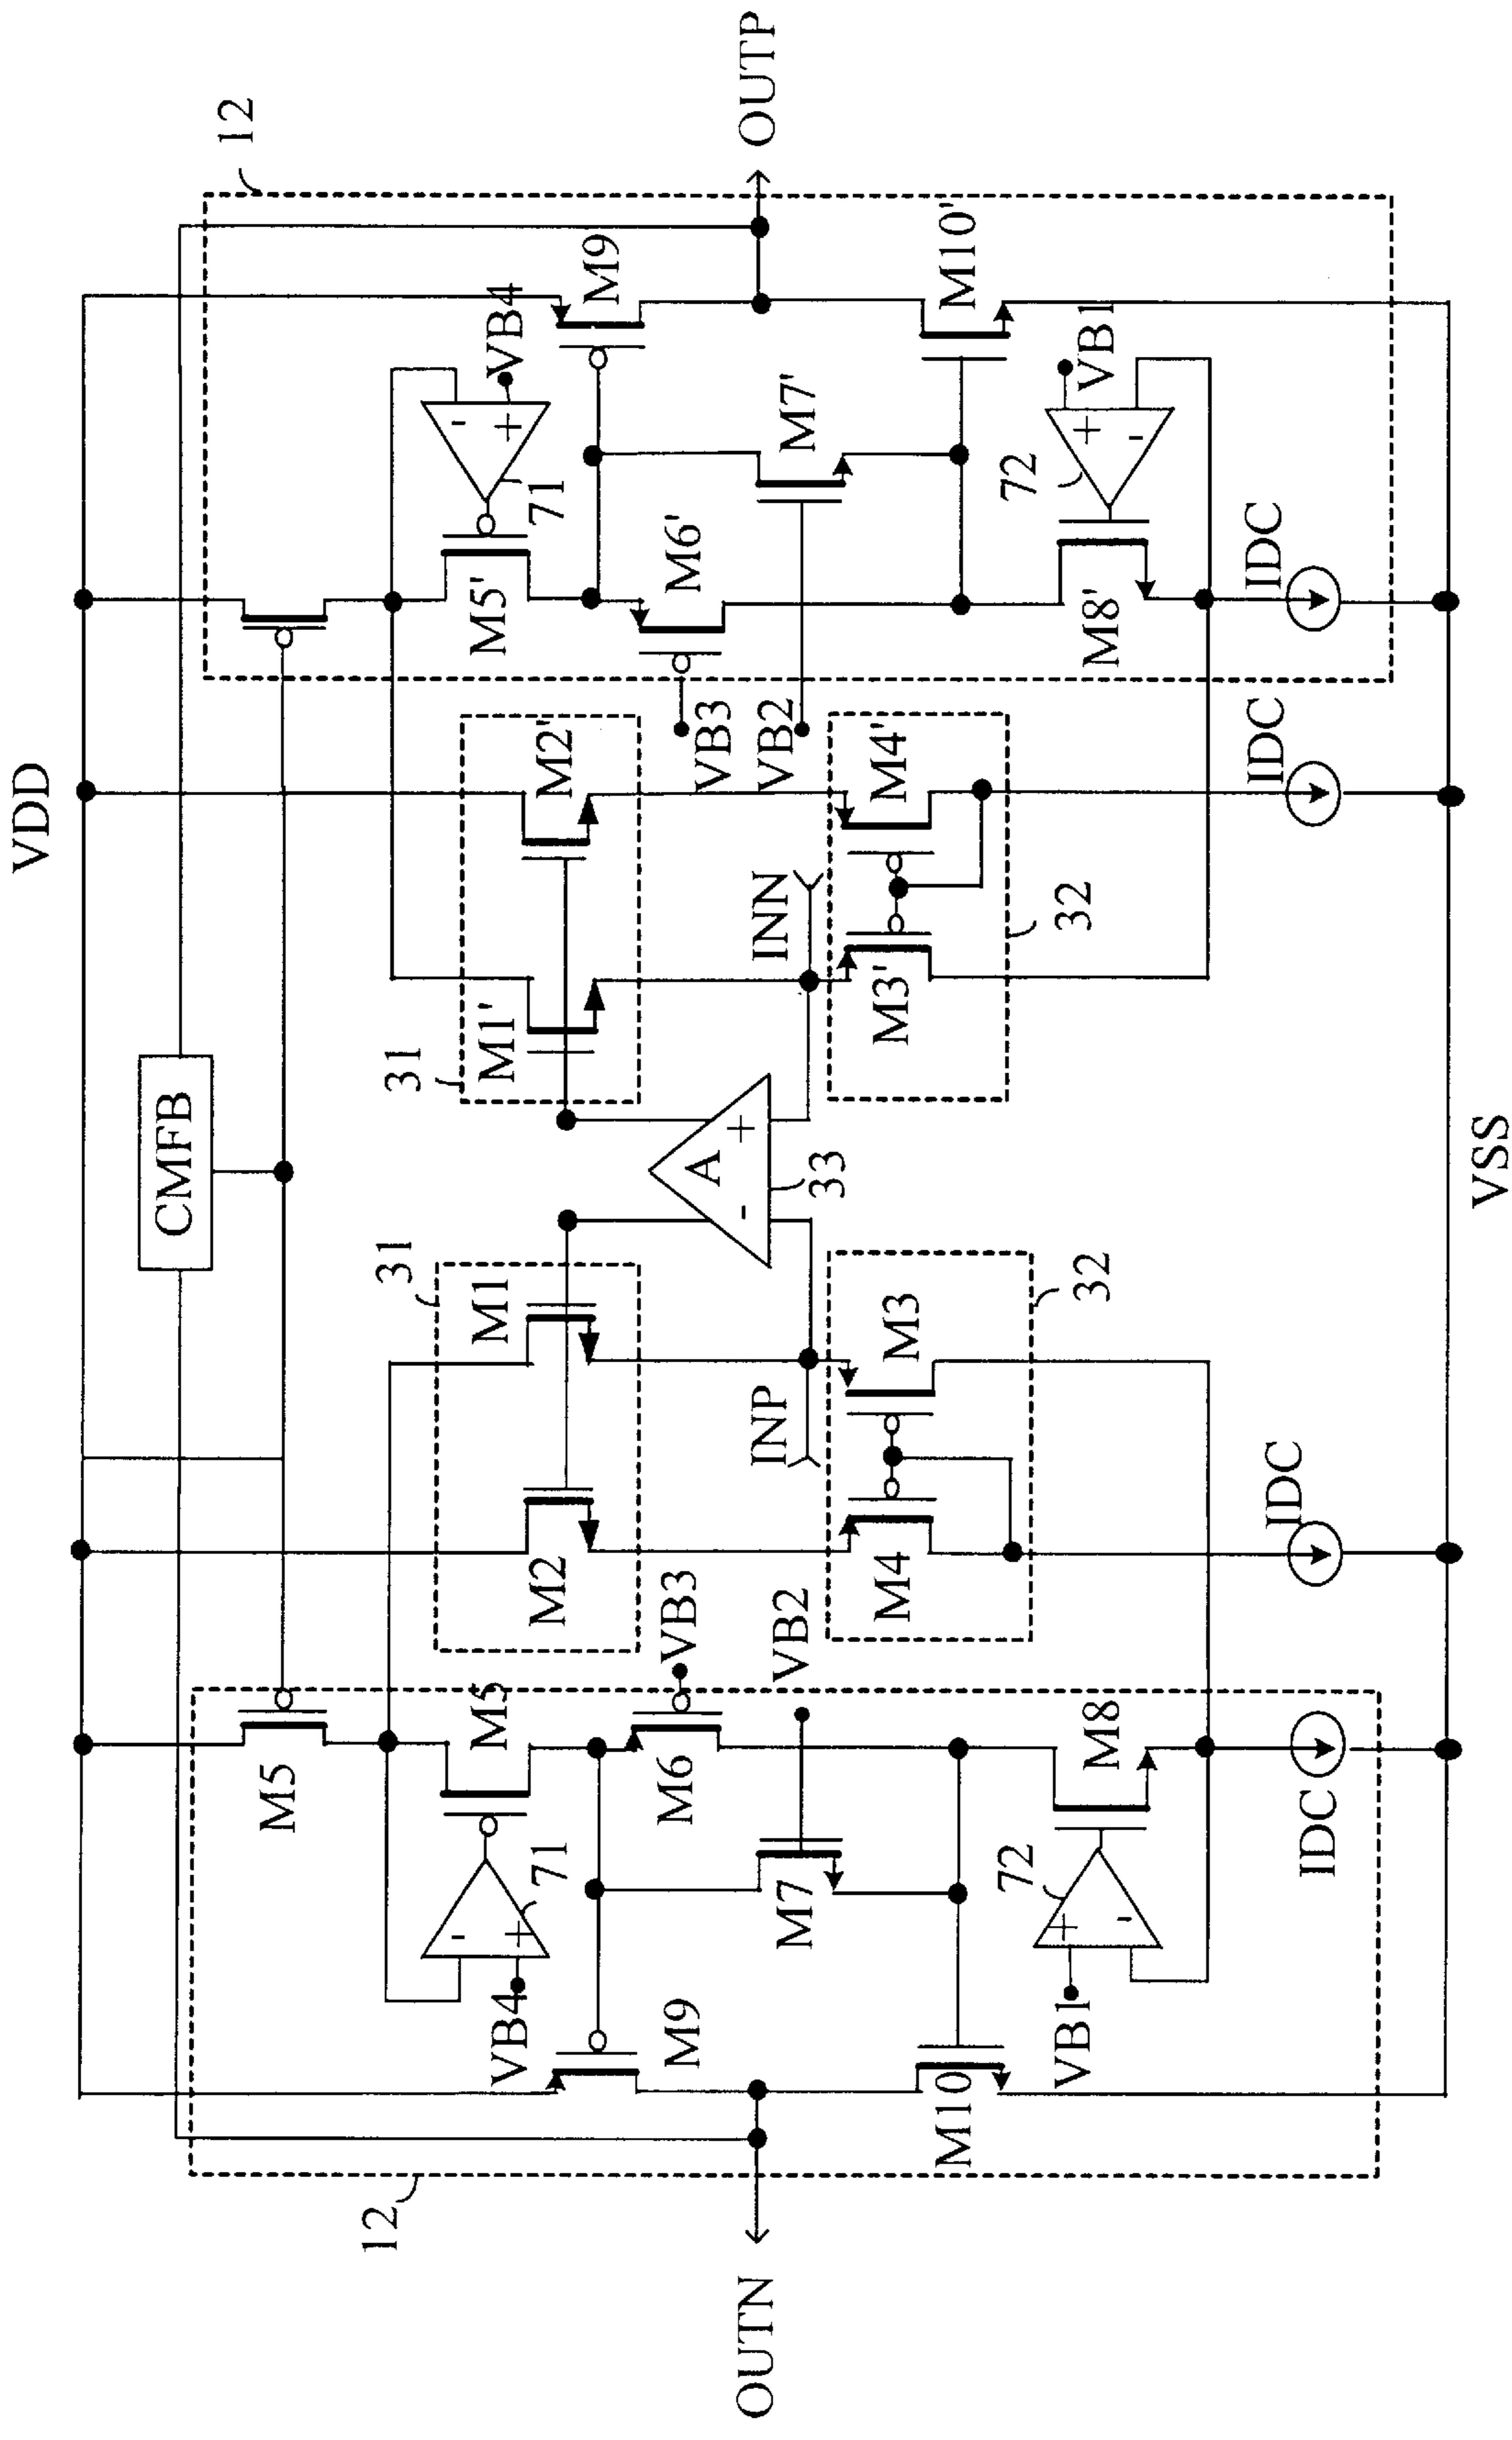 VDD
CMFB
12
12
M5
M5
M5'
71
71
- +
- +
VB4
VB4
M9
M9
31
31
M2
M1
M1'
M2'
VB3
VB3
M6
M6'
A
- +
33
OUTN
OUTP
INP
INN
VB2
VB2
M7
M7'
M4
M3
M3'
M4'
32
32
M10
M10'
72
72
+ -
+ -
VB1
VB1
M8
M8'
IDC
IDC
IDC
IDC
VSS